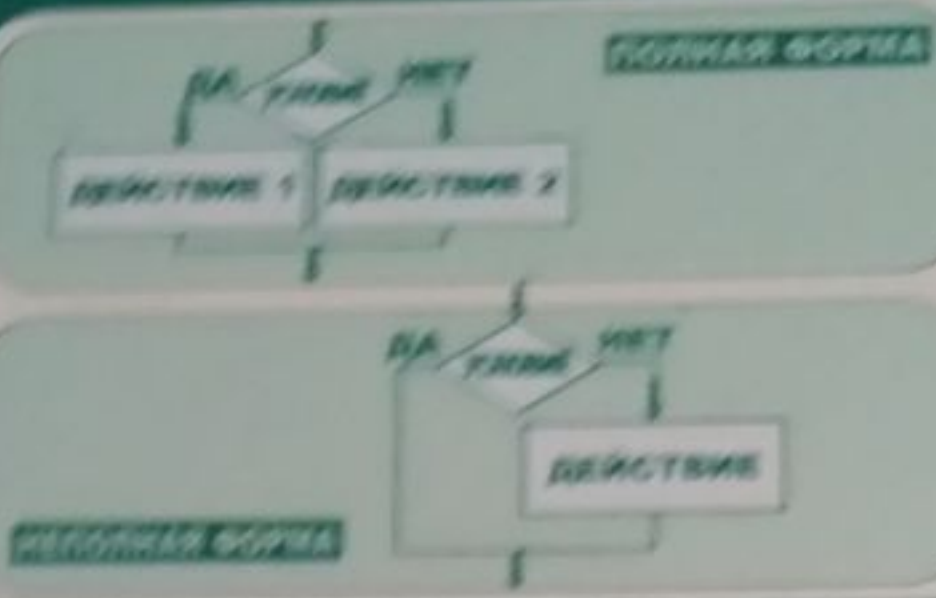 ПОЛНАЯ ФОРМА
ДА
НЕТ
ДЕЙСТВИЕ 1
ДЕЙСТВИЕ 2
ДА
НЕТ
ДЕЙСТВИЕ
НЕПОЛНАЯ ФОРМА